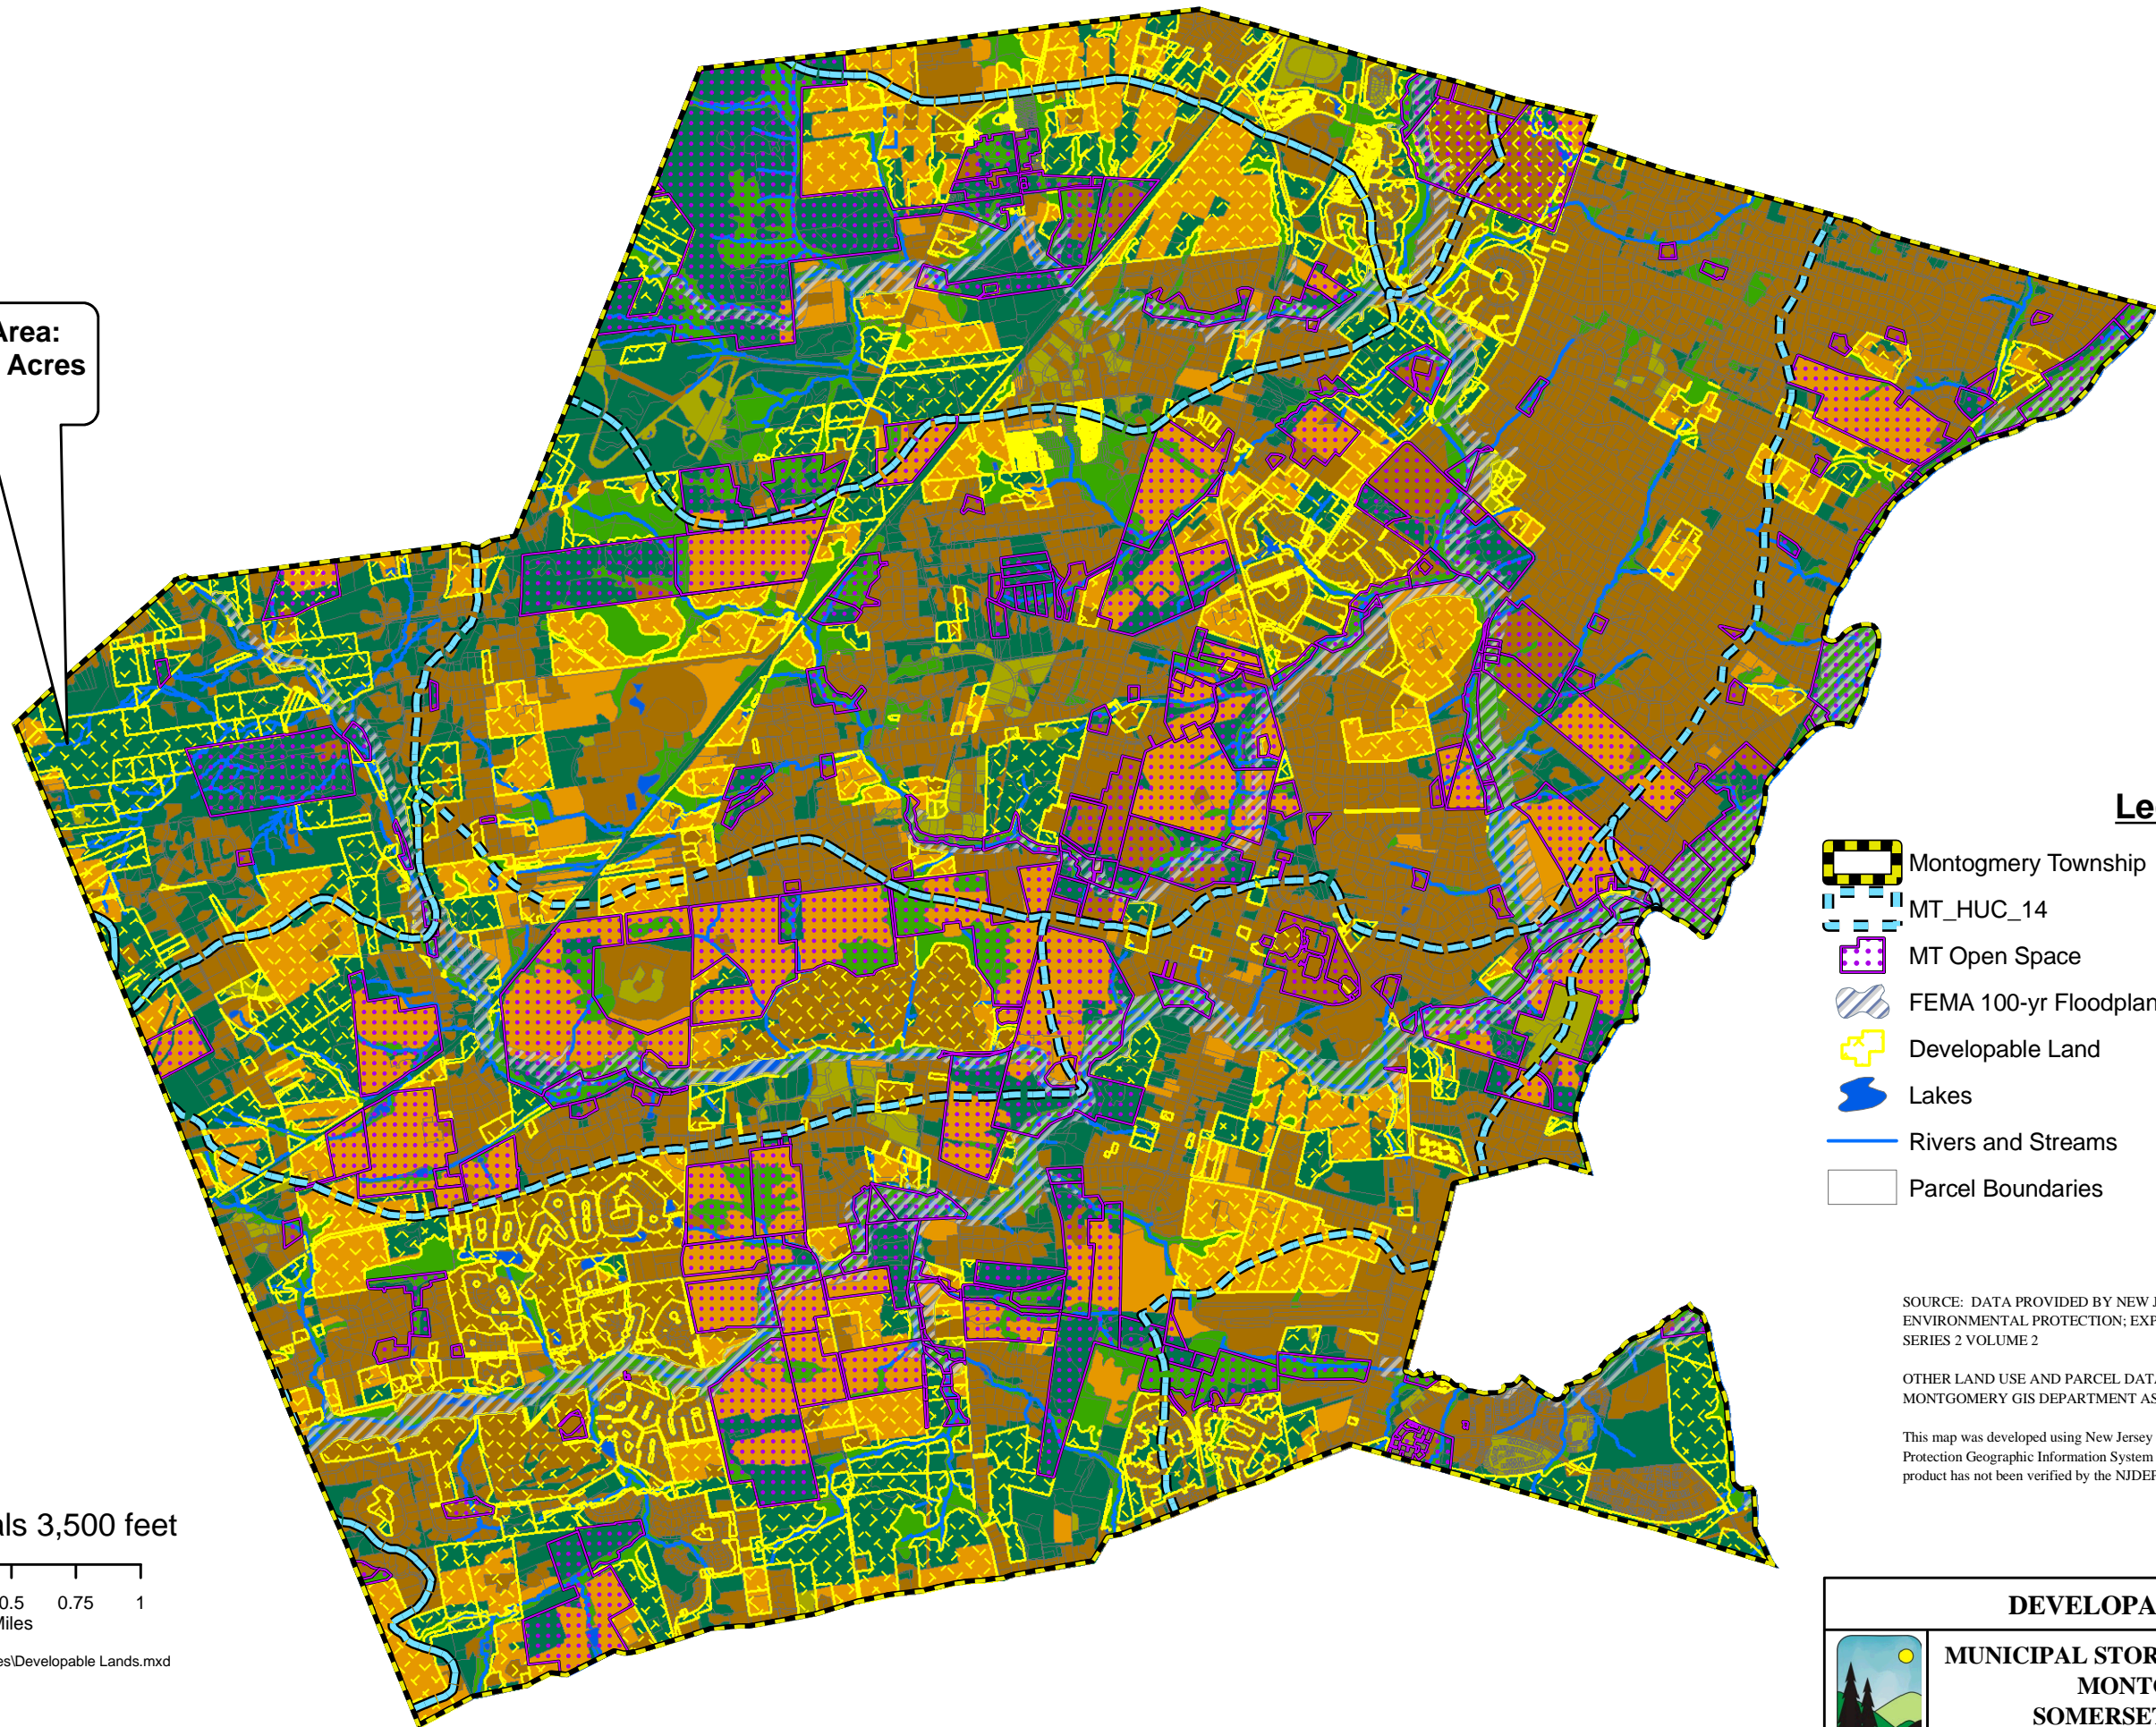 Area:
Acres
Le
Montogmery Township
MT_HUC_14
MT Open Space
FEMA 100-yr Floodplan
Developable Land
Lakes
Rivers and Streams
Parcel Boundaries
SOURCE: DATA PROVIDED BY NEW J
ENVIRONMENTAL PROTECTION; EXP
SERIES 2 VOLUME 2
OTHER LAND USE AND PARCEL DATA
MONTGOMERY GIS DEPARTMENT AS
This map was developed using New Jersey
Protection Geographic Information System
product has not been verified by the NJDEP
als 3,500 feet
0.5 0.75 1
Miles
es\Developable Lands.mxd
DEVELOPA
MUNICIPAL STOR
MONTG
SOMERSET